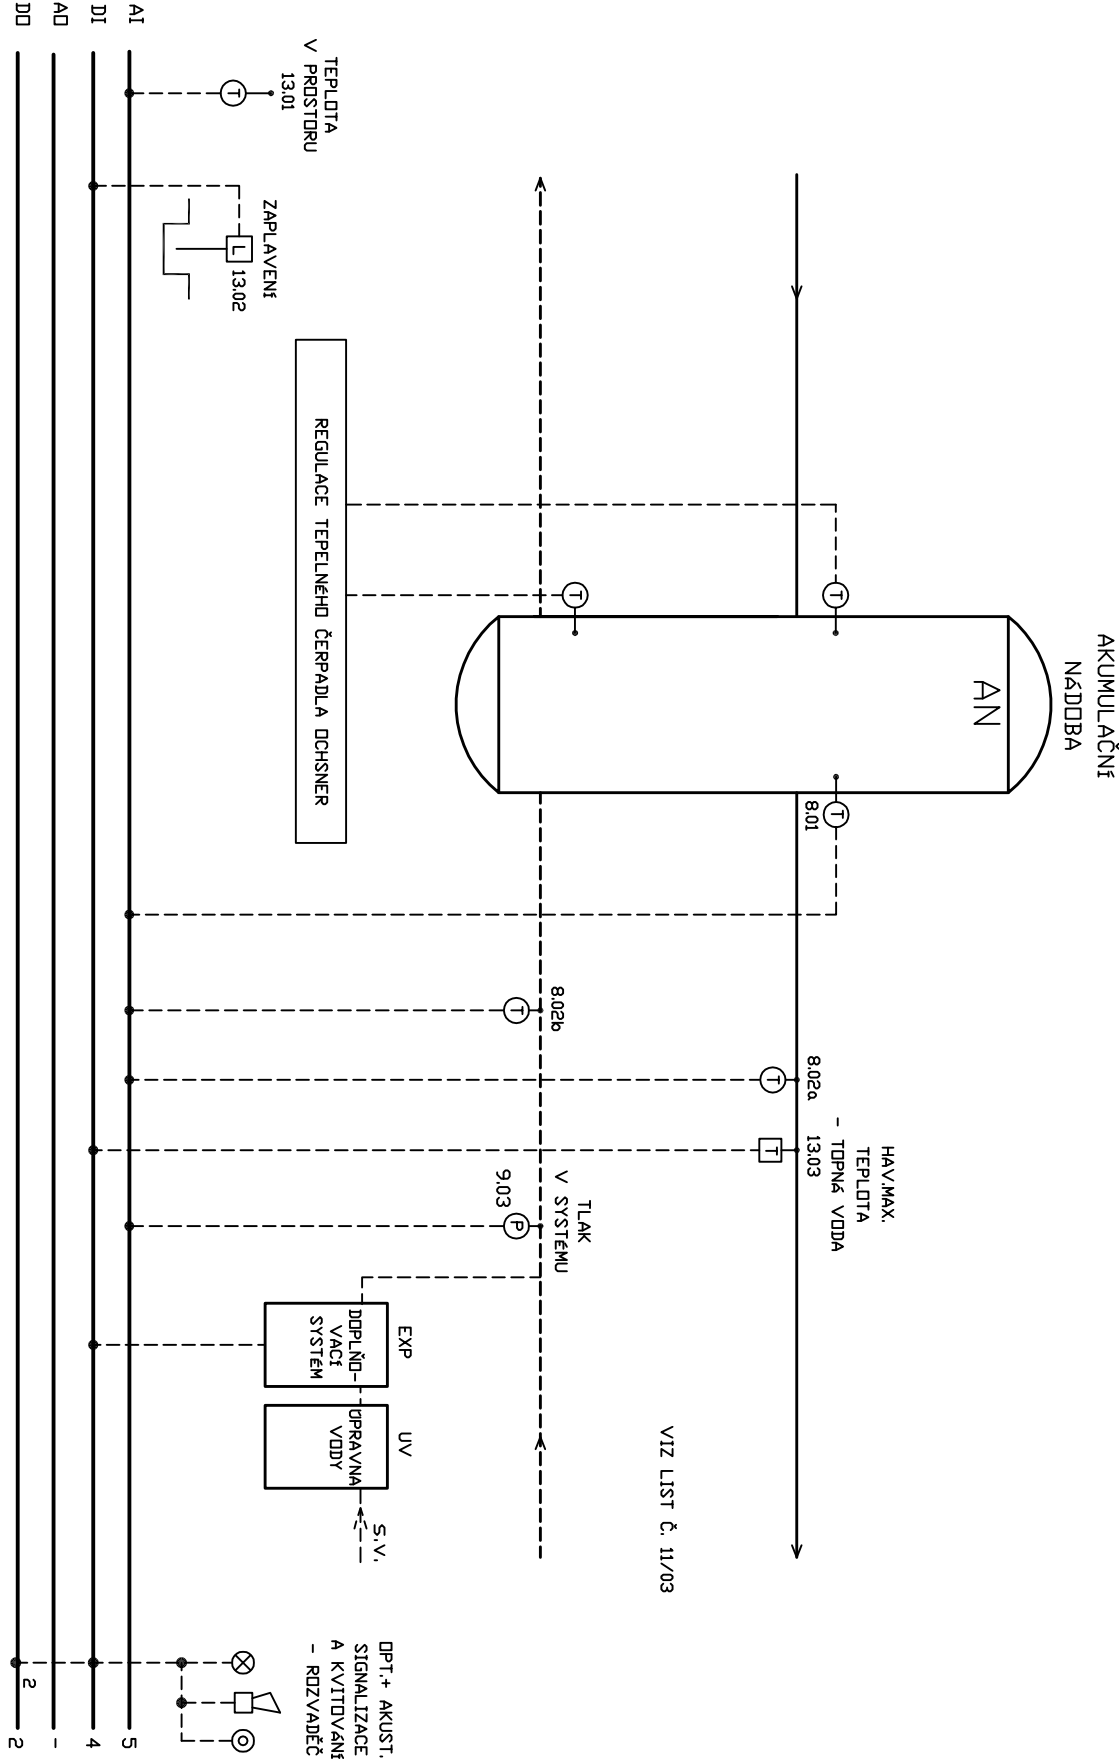 AKUMULAČNÍ
NÁDOBA
AN
T
T
T
8.01
8.02a
T
HAV.MAX.
TEPLOTA
- TOPNÁ VODA
13.03
T
8.02b
T
TLAK
V SYSTÉMU
9.03
P
VIZ LIST Č. 11/03
TEPLOTA
V PROSTORU
13.01
T
ZAPLAVENÍ
L
13.02
REGULACE TEPELNÉHO ČERPADLA OCHSNER
EXP
DOPLŇO-
VACÍ
SYSTÉM
UV
ÚPRAVNA
VODY
S.V.
OPT.+ AKUST.
SIGNALIZACE
A KVITOVÁNÍ
- ROZVADĚČ
AI
5
DI
4
AO
-
2
DO
2